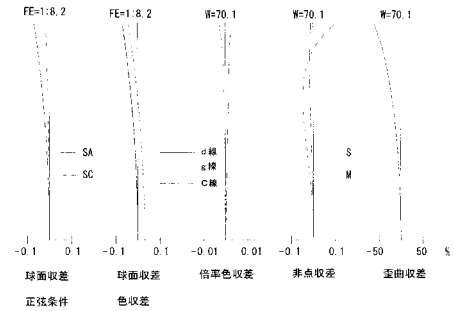 FE=1:8.2
FE=1:8.2
W=70.1
W=70.1
W=70.1
SA
SC
d線
g線
C線
S
M
-0.1 0.1
-0.1 0.1
-0.01 0.01
-0.1 0.1
-50 50 %
球面収差
正弦条件
球面収差
色収差
倍率色収差
非点収差
歪曲収差